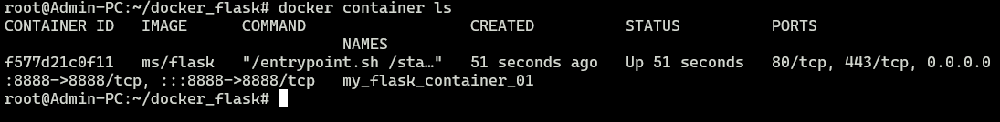 root@Admin-PC:~/docker_flask# docker container ls
CONTAINER ID   IMAGE      COMMAND                  CREATED          STATUS          PORTS
                                   NAMES
f577d21c0f11   ms/flask   "/entrypoint.sh /sta…"   51 seconds ago   Up 51 seconds   80/tcp, 443/tcp, 0.0.0.0
:8888->8888/tcp, :::8888->8888/tcp   my_flask_container_01
root@Admin-PC:~/docker_flask#